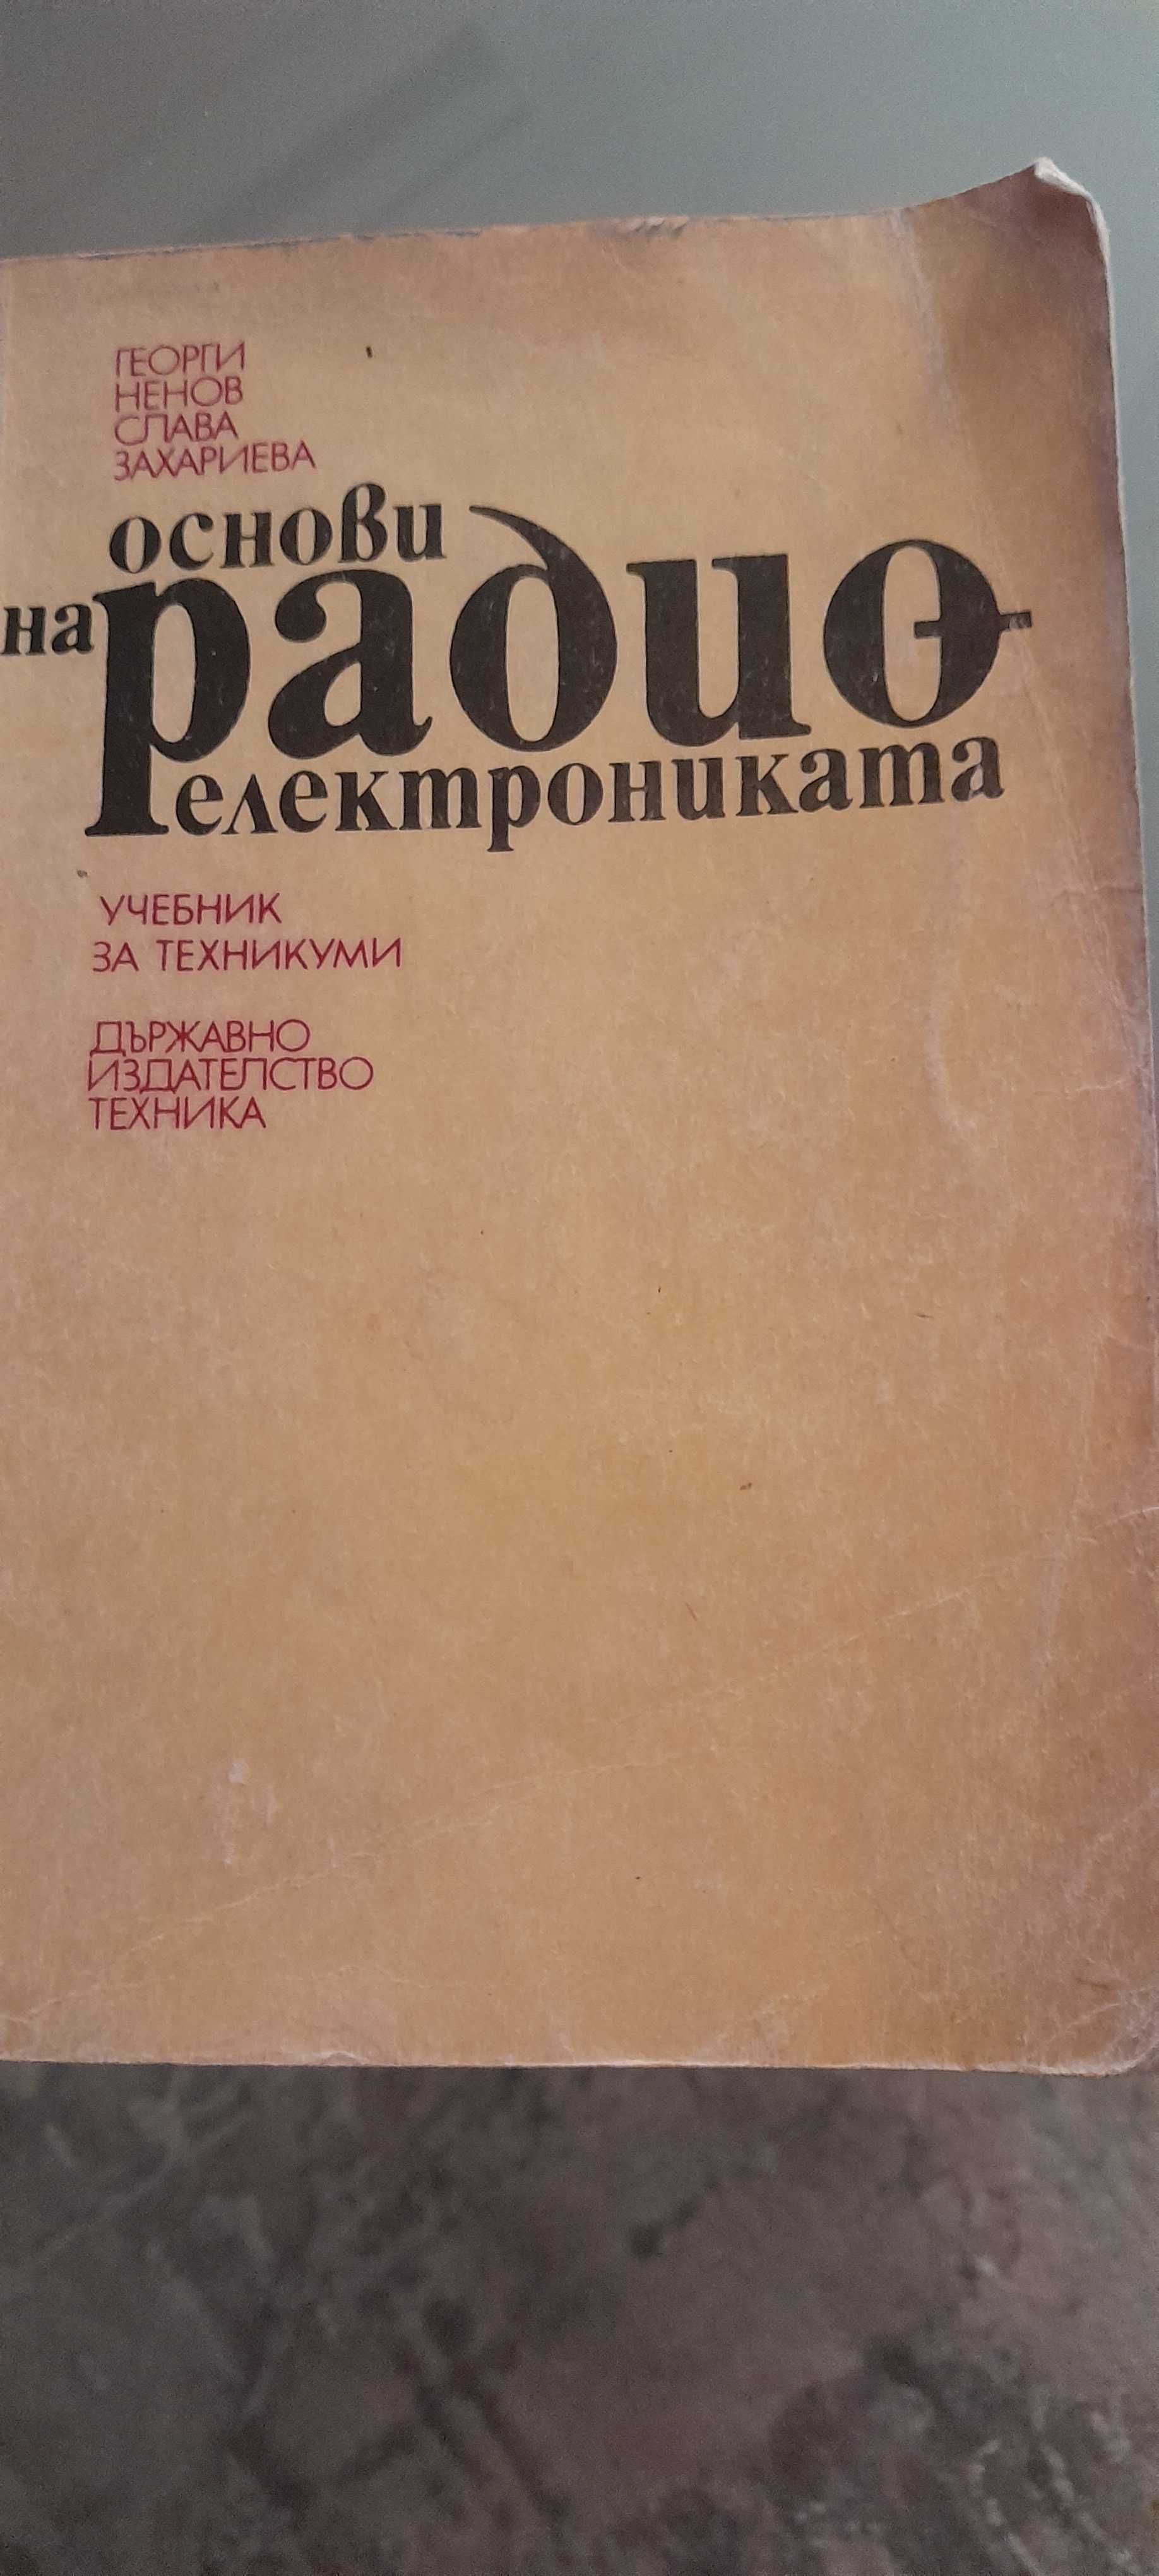 ГЕОРГИ
НЕНОВ
СЛАВА
ЗАХАРИЕВА
основи
на радио-
електрониката
УЧЕБНИК
ЗА ТЕХНИКУМИ
ДЪРЖАВНО
ИЗДАТЕЛСТВО
ТЕХНИКА